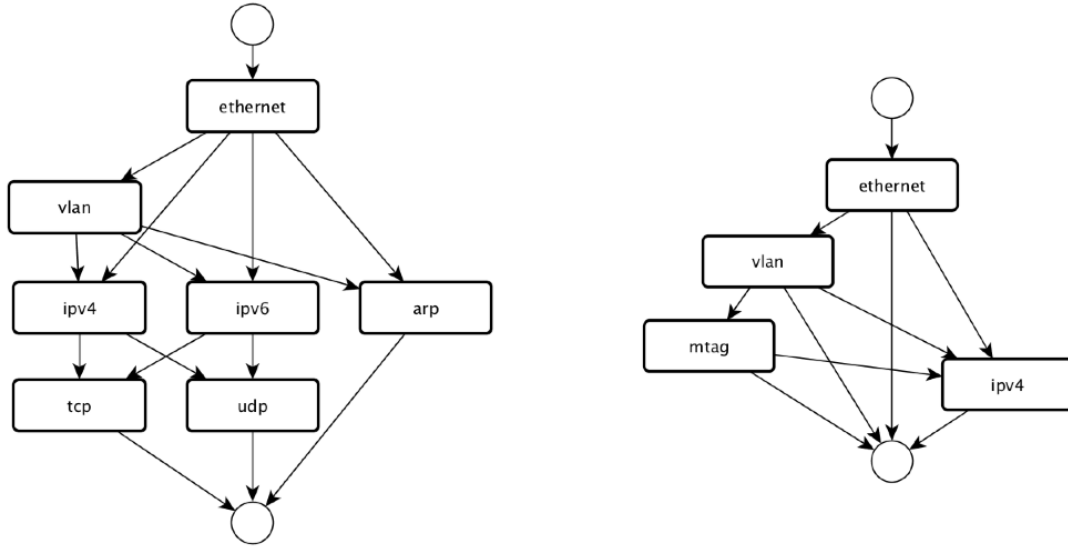 ethernet
vlan
ipv4
ipv6
arp
tcp
udp
ethernet
vlan
mtag
ipv4